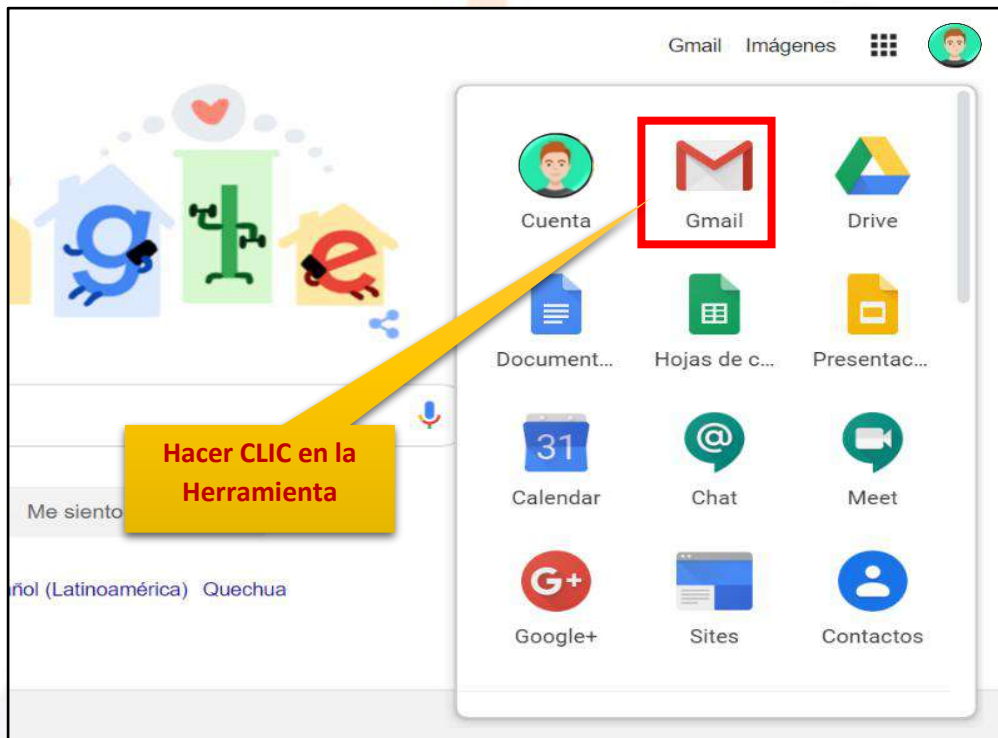 Gmail Imágenes
Cuenta Gmail Drive
Document... Hojas de c... Presentac...
Hacer CLIC en la
Herramienta
31
Calendar Chat Meet
Me siento
ñol (Latinoamérica) Quechua
G+
Google+ Sites Contactos